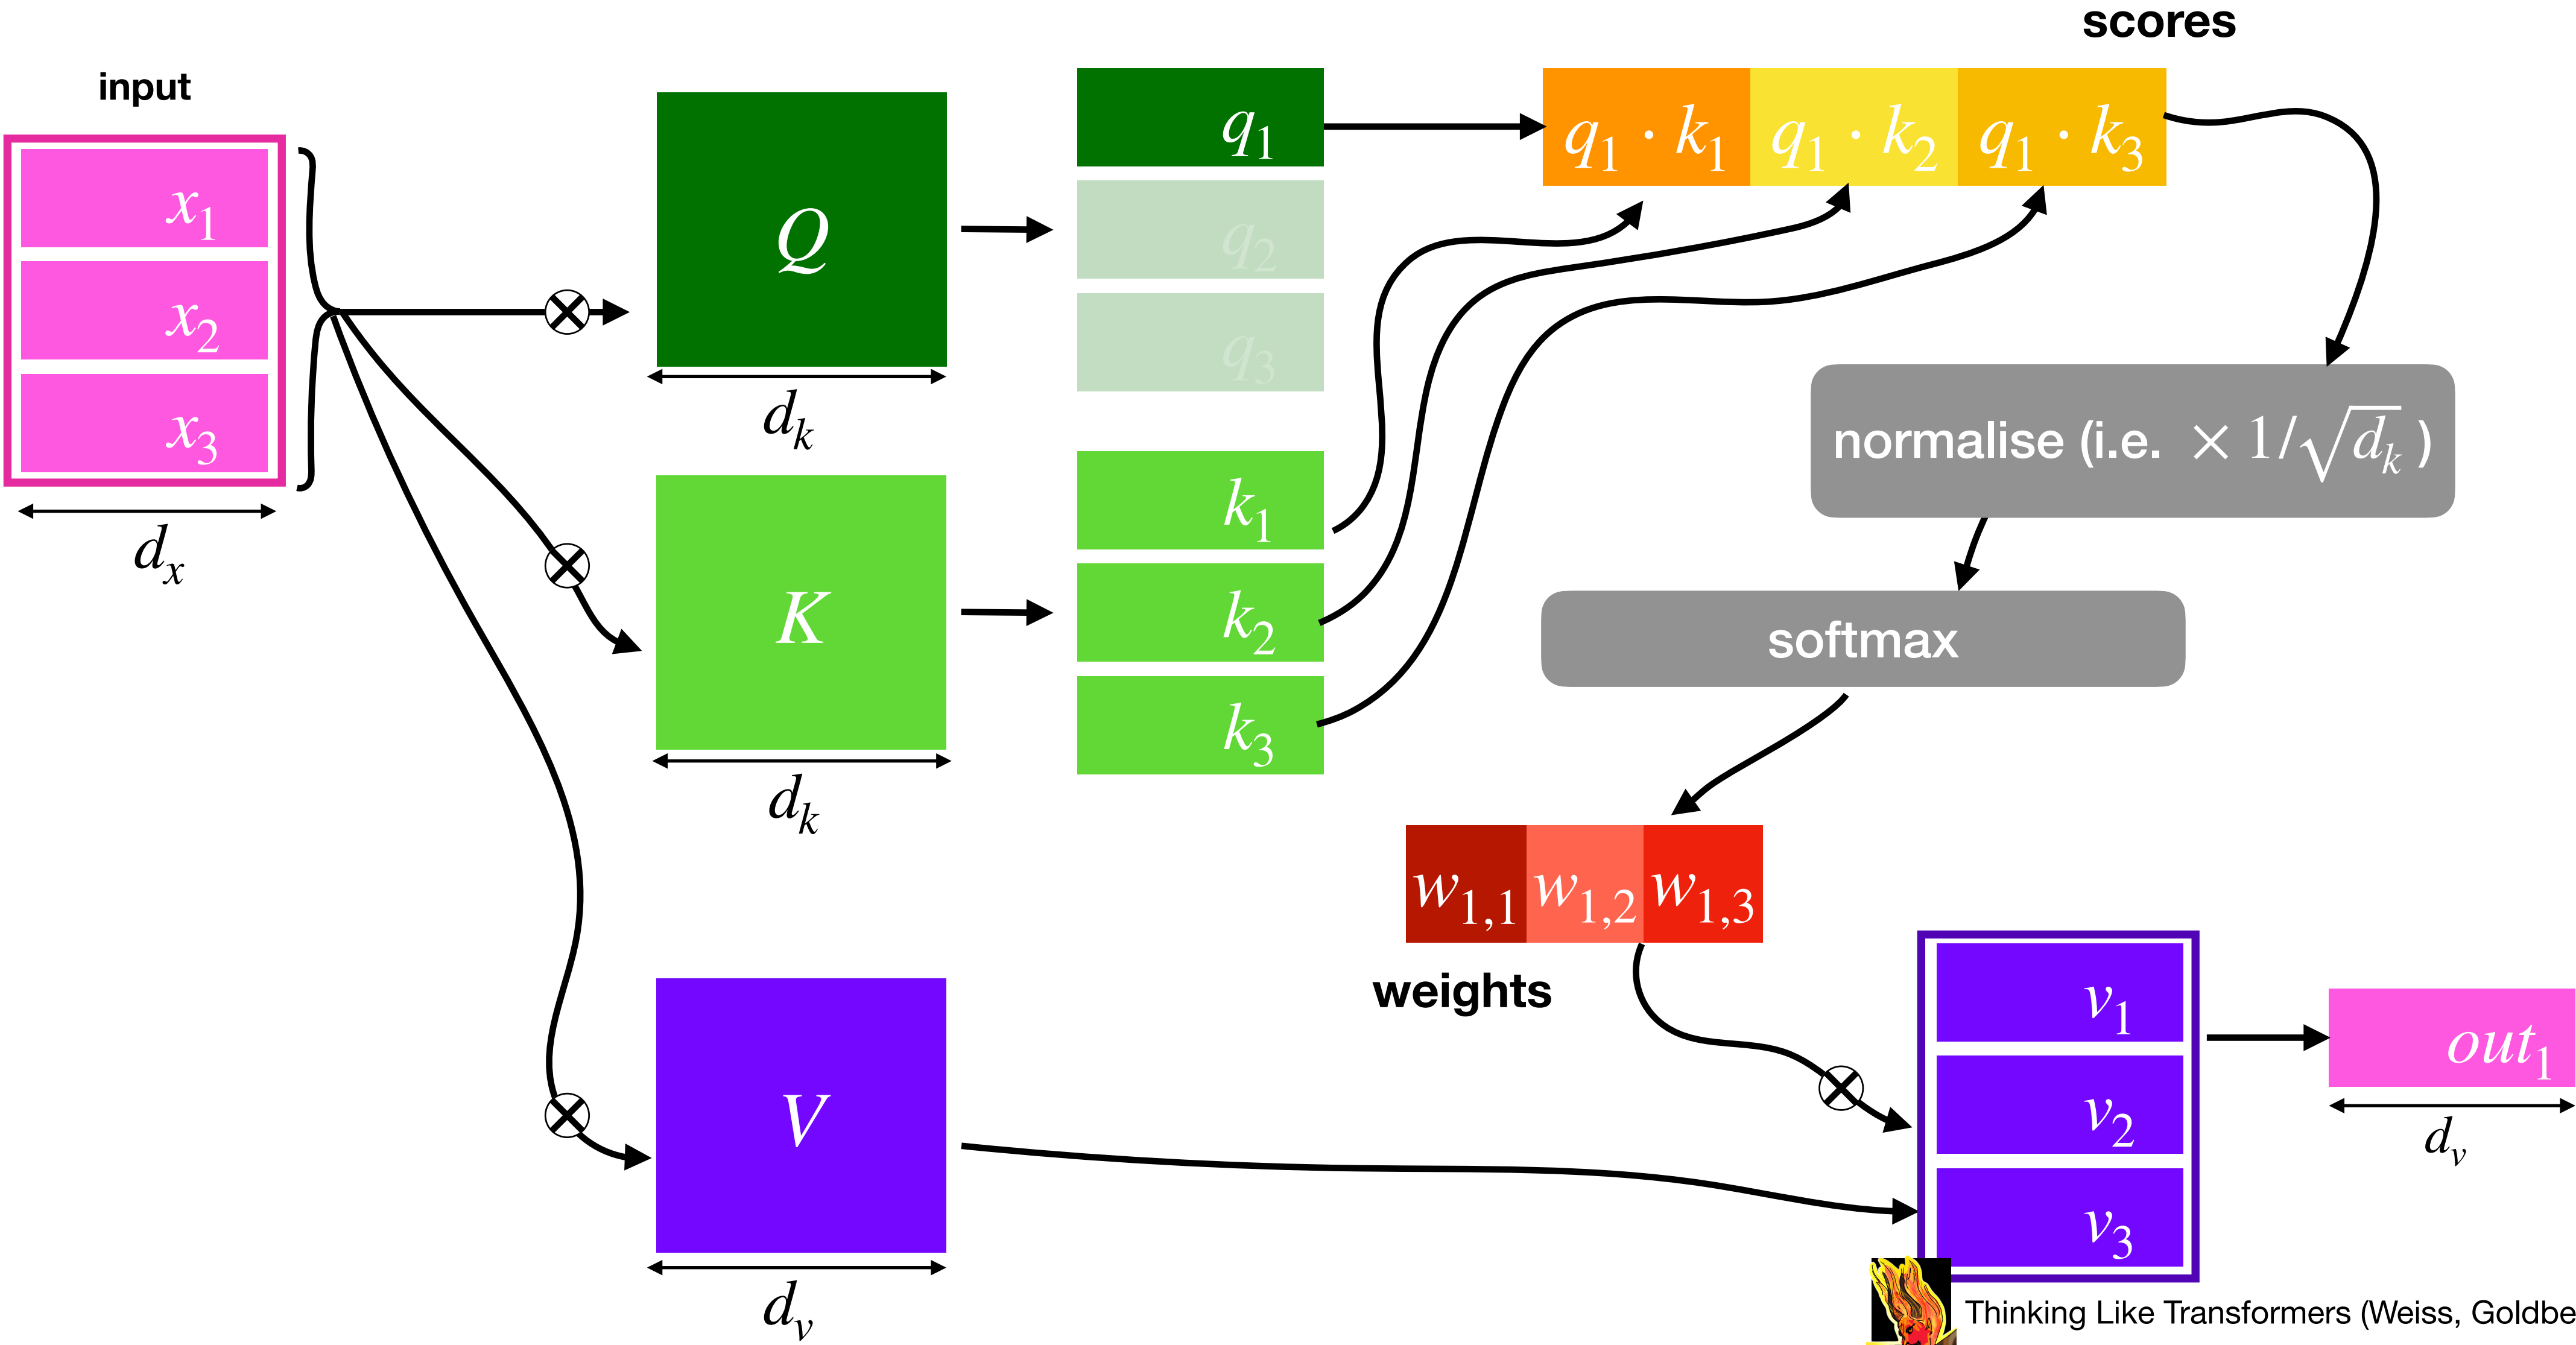 scores
input
x₁
x₂
x₃
dₓ
Q
dₖ
K
dₖ
V
dᵥ
q₁
q₂
q₃
k₁
k₂
k₃
q₁ · k₁ q₁ · k₂ q₁ · k₃
normalise (i.e. × 1/√dₖ )
softmax
w₁,₁ w₁,₂ w₁,₃
weights
v₁
v₂
v₃
out₁
dᵥ
Thinking Like Transformers (Weiss, Goldbe